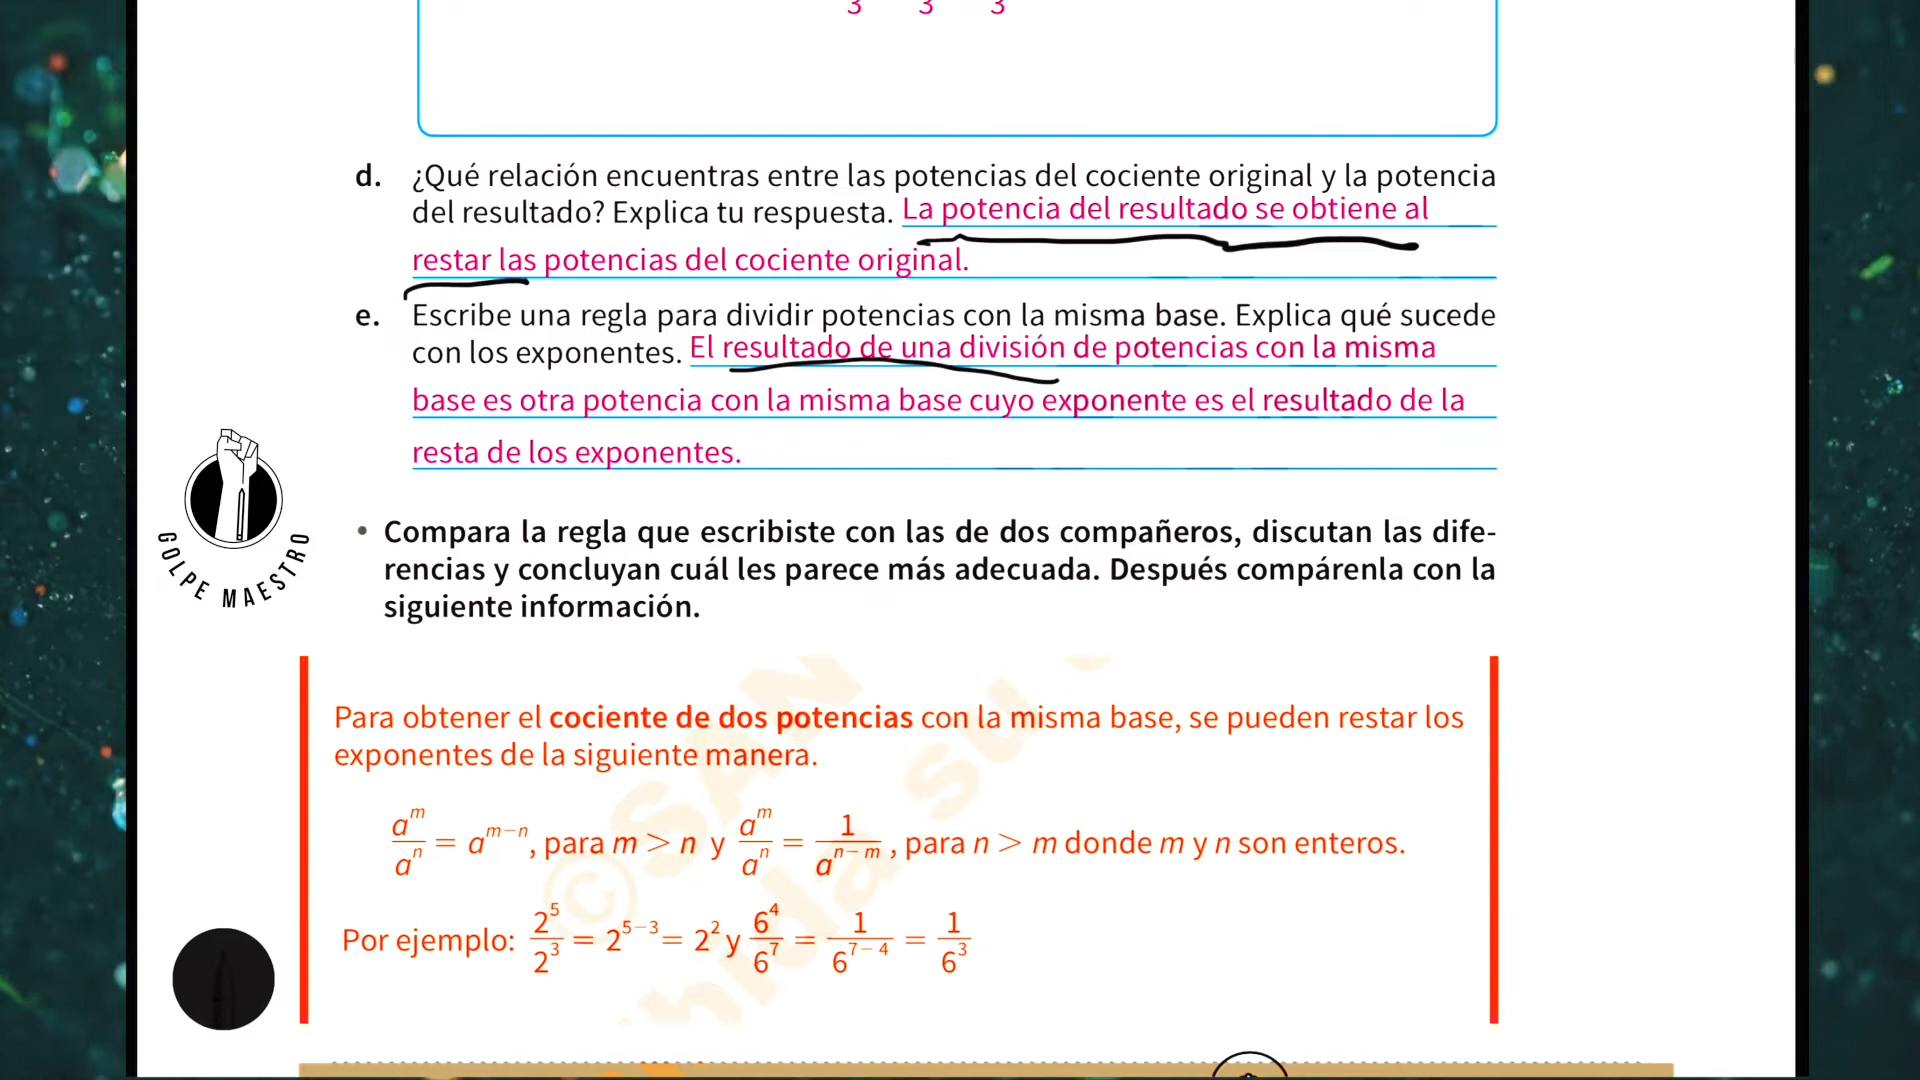 3 3 3
d. ¿Qué relación encuentras entre las potencias del cociente original y la potencia
del resultado? Explica tu respuesta. La potencia del resultado se obtiene al
restar las potencias del cociente original.
e. Escribe una regla para dividir potencias con la misma base. Explica qué sucede
con los exponentes. El resultado de una división de potencias con la misma
base es otra potencia con la misma base cuyo exponente es el resultado de la
resta de los exponentes.
GOLPE MAESTRO
• Compara la regla que escribiste con las de dos compañeros, discutan las dife-
rencias y concluyan cuál les parece más adecuada. Después compárenla con la
siguiente información.
Para obtener el cociente de dos potencias con la misma base, se pueden restar los
exponentes de la siguiente manera.
a^m/a^n = a^(m−n), para m > n y a^m/a^n = 1/a^(n−m), para n > m donde m y n son enteros.
Por ejemplo: 2^5/2^3 = 2^(5−3) = 2^2 y 6^4/6^7 = 1/6^(7−4) = 1/6^3